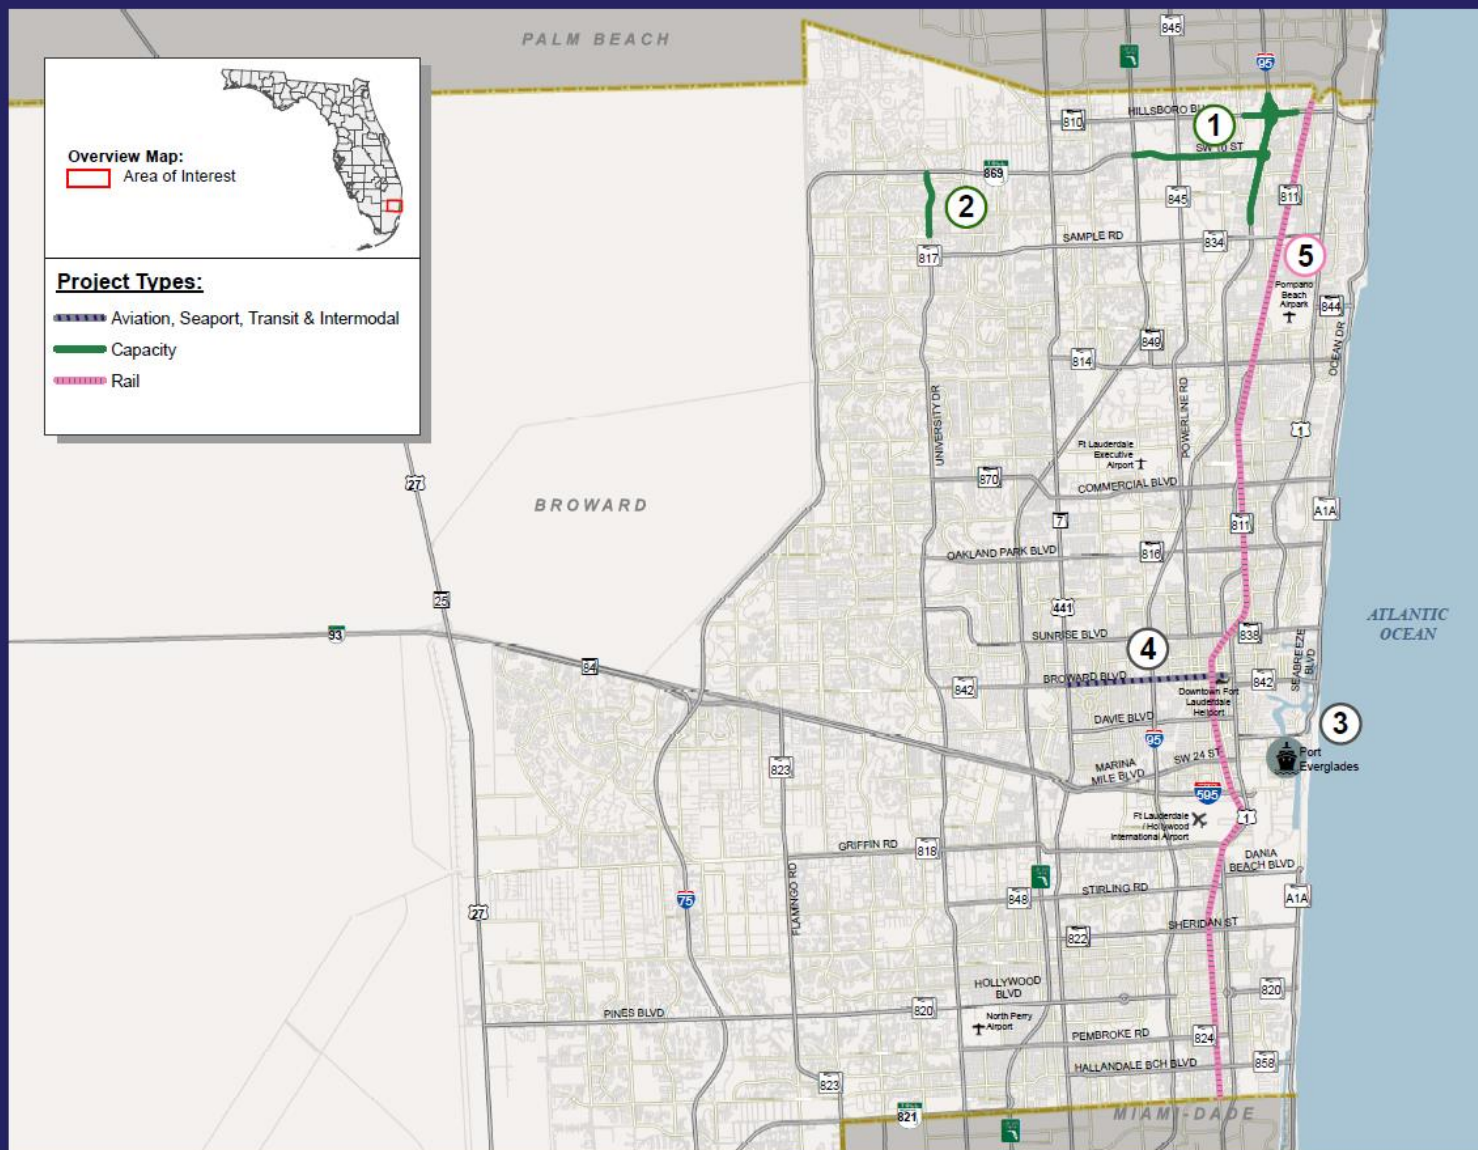 PALM BEACH
845
95
Overview Map:
Area of Interest
Project Types:
Aviation, Seaport, Transit & Intermodal
Capacity
Rail
810
HILLSBORO BL
1
SW 10 ST
TOLL
869
2
845
811
817
SAMPLE RD
834
5
Pompano
Beach
Airpark
844
OCEAN DR
849
814
UNIVERSITY DR
POWERLINE RD
1
Ft Lauderdale
Executive
Airport
27
870
COMMERCIAL BLVD
BROWARD
A1A
7
811
OAKLAND PARK BLVD
816
25
441
ATLANTIC
OCEAN
93
SUNRISE BLVD
838
4
SEABREEZE
BLVD
84
BROWARD BLVD
842
842
Downtown Fort
Lauderdale
Heliport
DAVIE BLVD
3
95
823
MARINA
MILE BLVD
SW 24 ST
Port
Everglades
595
Ft Lauderdale
/ Hollywood
International Airport
1
GRIFFIN RD
818
DANIA
BEACH BLVD
FLAMINGO RD
75
848
STIRLING RD
A1A
27
822
SHERIDAN ST
HOLLYWOOD
BLVD
820
PINES BLVD
820
North Perry
Airport
PEMBROKE RD
824
HALLANDALE BCH BLVD
858
823
TOLL
821
MIAMI-DADE